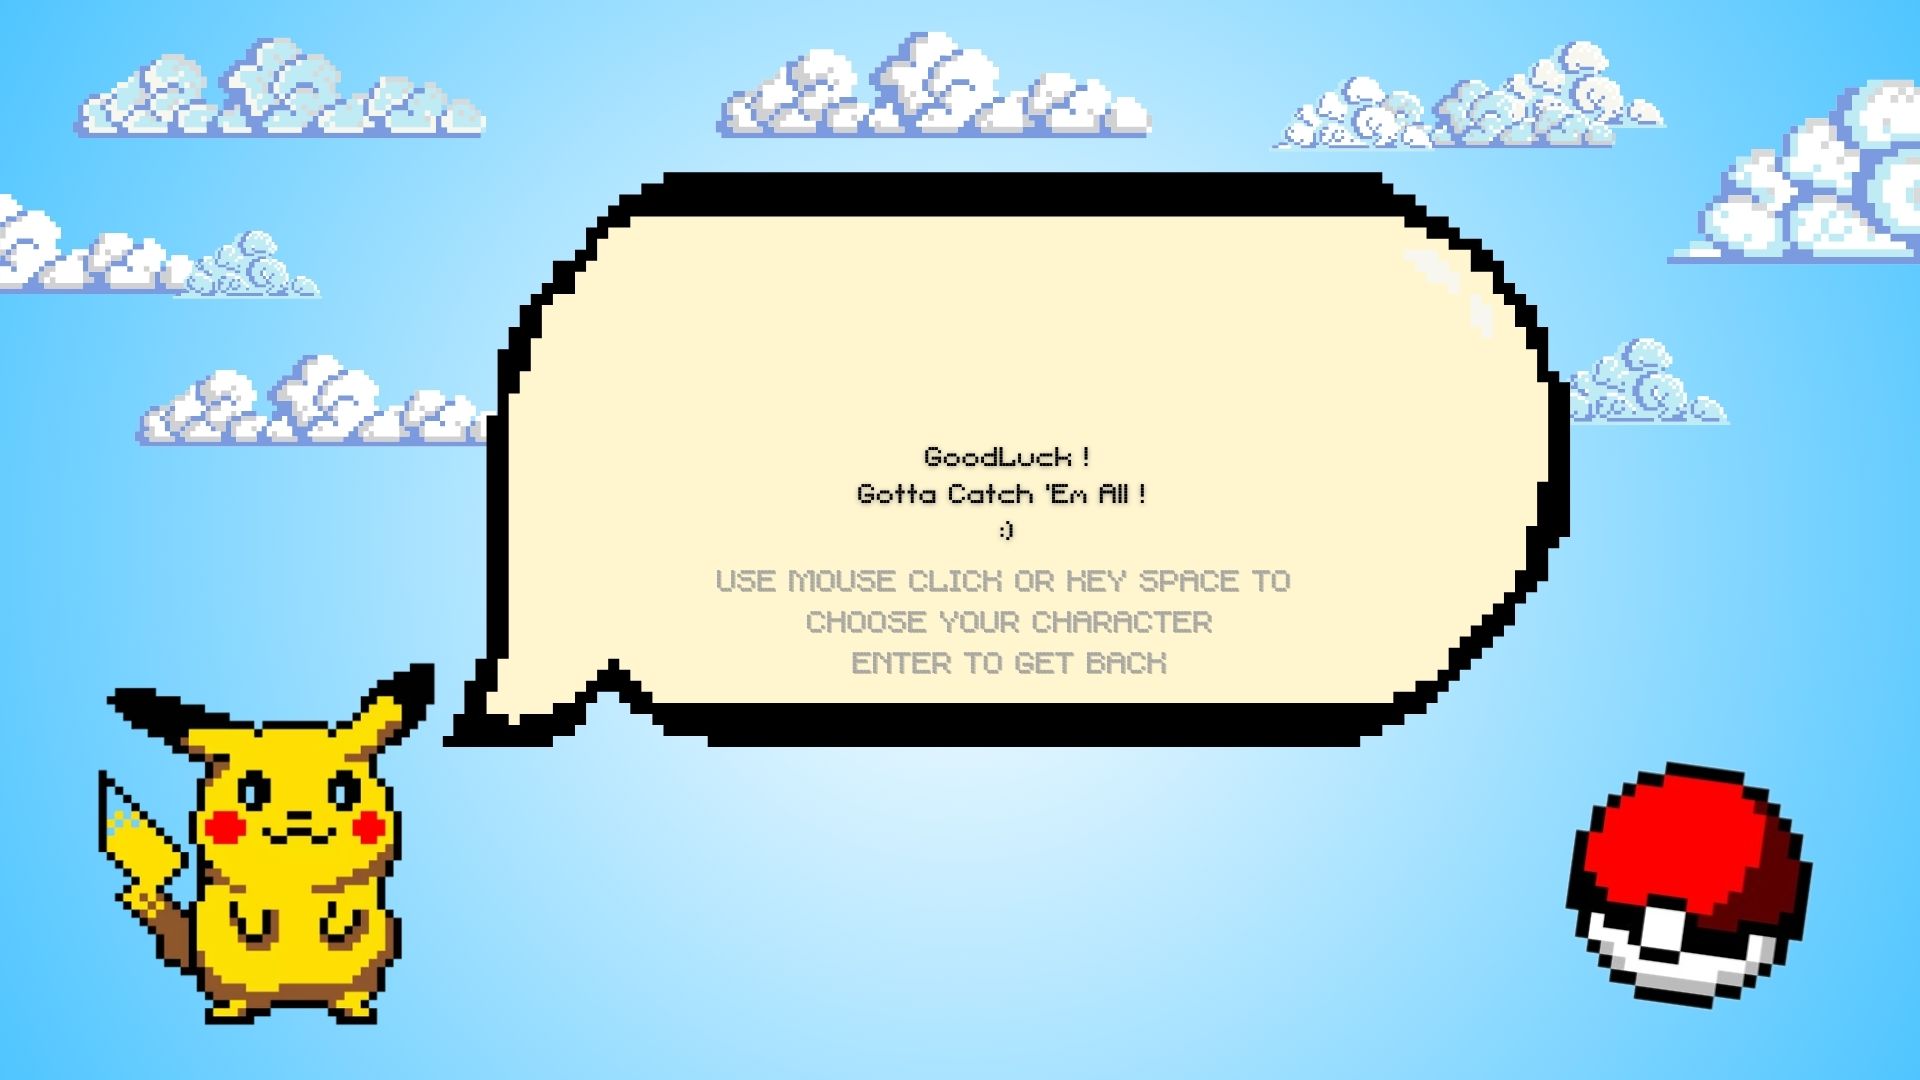 GoodLuck !
Gotta Catch 'Em All !
:)
USE MOUSE CLICK OR KEY SPACE TO
CHOOSE YOUR CHARACTER
ENTER TO GET BACK